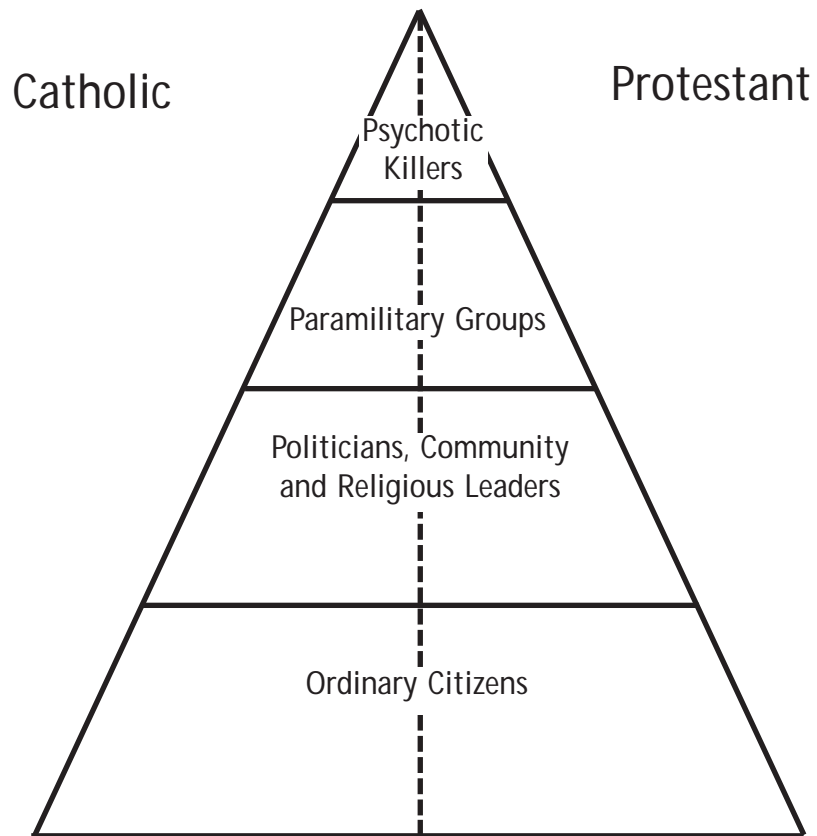 Catholic
Protestant
Psychotic
Killers
Paramilitary Groups
Politicians, Community
and Religious Leaders
Ordinary Citizens